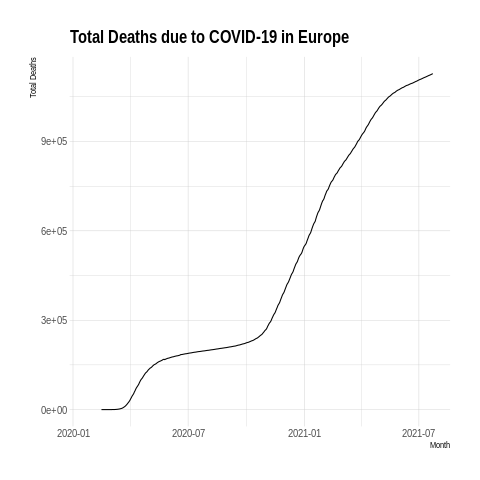 Total Deaths due to COVID-19 in Europe
Total Deaths
9e+05
6e+05
3e+05
0e+00
2020-01 2020-07 2021-01 2021-07
Month